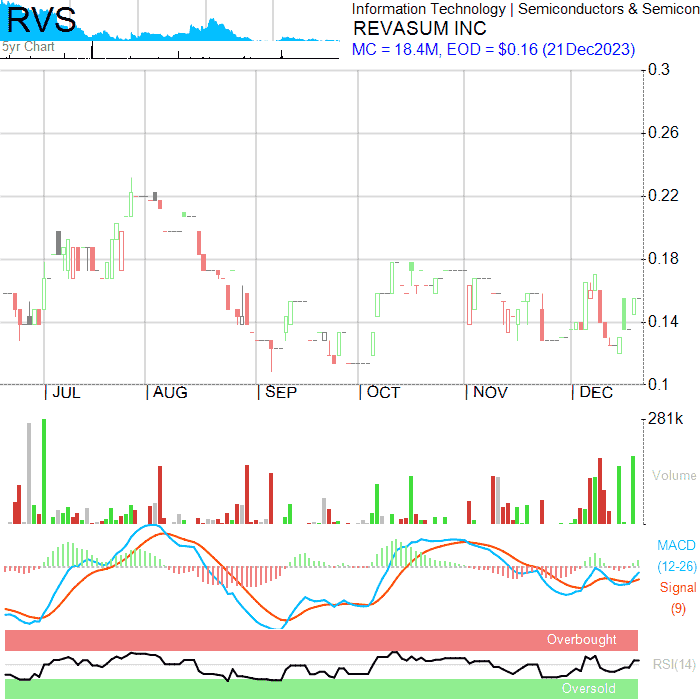 RVS
5yr Chart
Information Technology | Semiconductors & Semicon
REVASUM INC
MC = 18.4M, EOD = $0.16 (21Dec2023)
0.3
0.26
0.22
0.18
0.14
0.1
JUL AUG SEP OCT NOV DEC
281k
Volume
MACD
(12-26)
Signal
(9)
Overbought
RSI(14)
Oversold